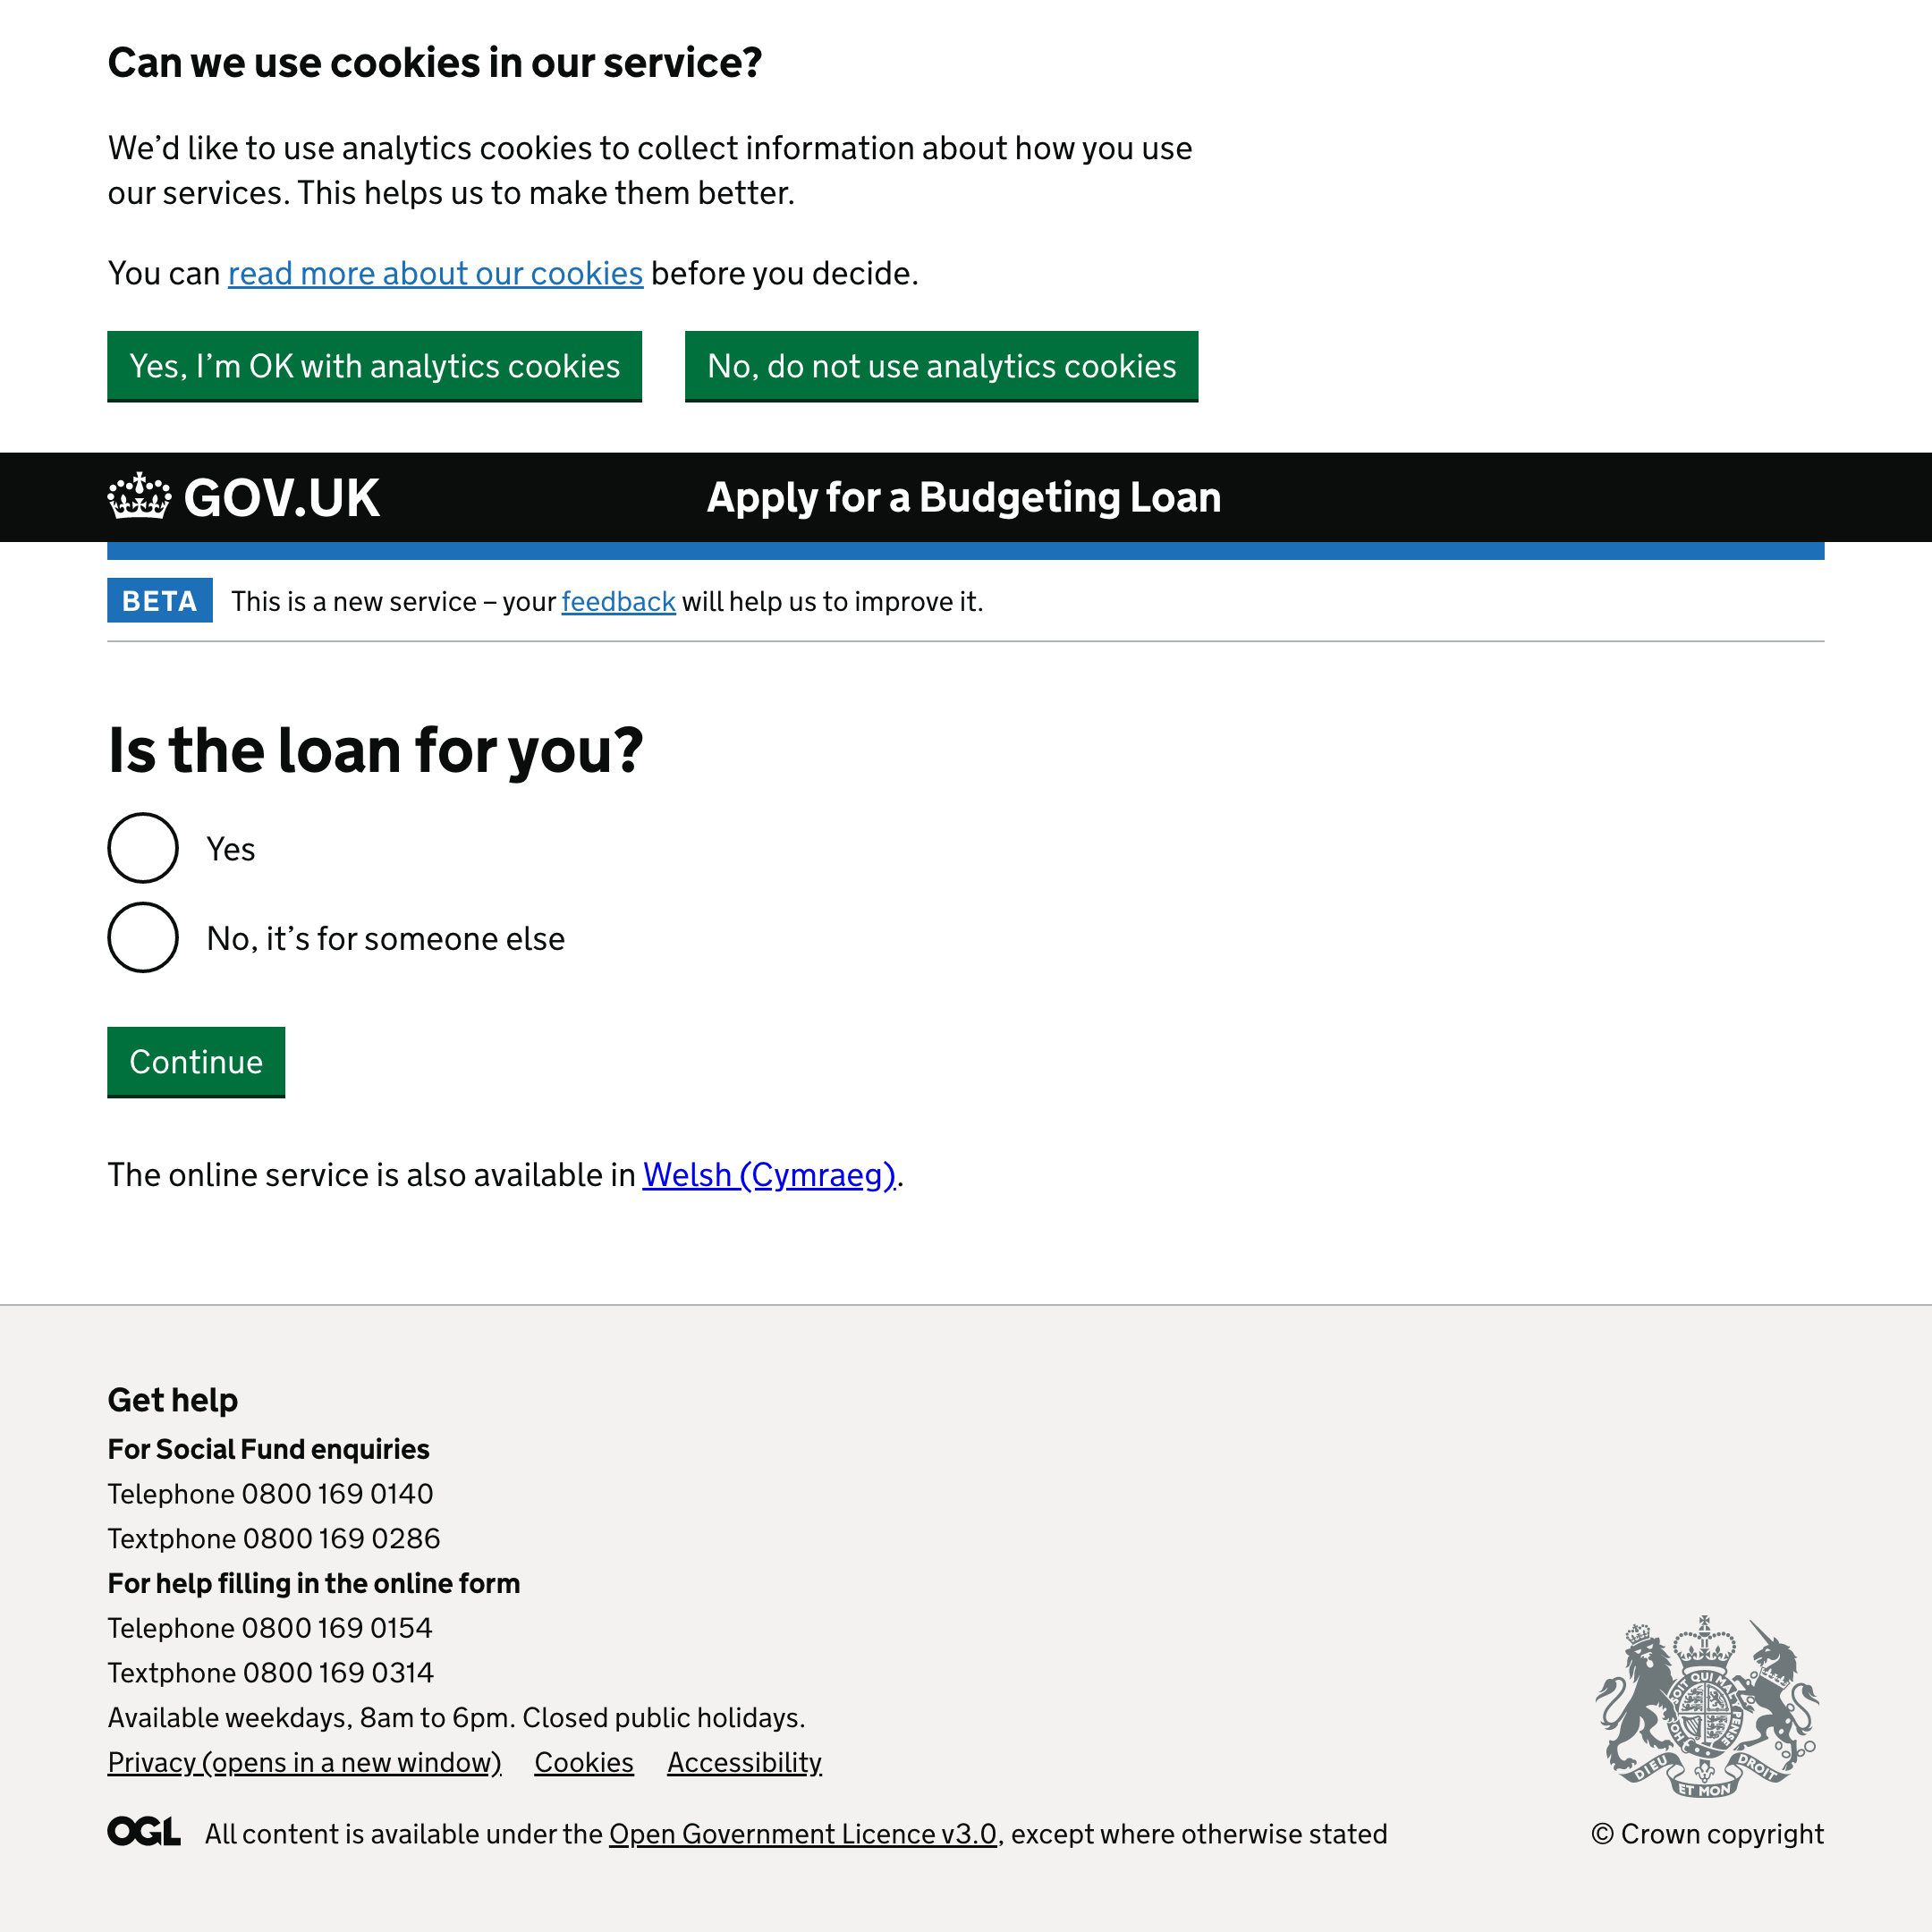 Can we use cookies in our service?
We’d like to use analytics cookies to collect information about how you use
our services. This helps us to make them better.
You can read more about our cookies before you decide.
Yes, I’m OK with analytics cookies
No, do not use analytics cookies
GOV.UK
Apply for a Budgeting Loan
BETA
This is a new service – your feedback will help us to improve it.
Is the loan for you?
Yes
No, it’s for someone else
Continue
The online service is also available in Welsh (Cymraeg).
Get help
For Social Fund enquiries
Telephone 0800 169 0140
Textphone 0800 169 0286
For help filling in the online form
Telephone 0800 169 0154
Textphone 0800 169 0314
Available weekdays, 8am to 6pm. Closed public holidays.
Privacy (opens in a new window) Cookies Accessibility
OGL All content is available under the Open Government Licence v3.0, except where otherwise stated
SOIT QUI MAL
PENSE
HON
DIEU ET MON DROIT
© Crown copyright